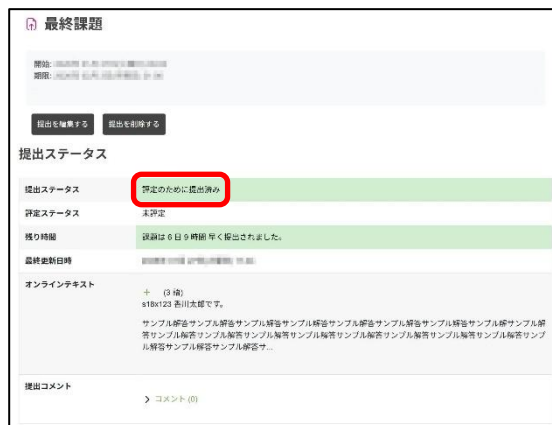 最終課題
開始:
期限:
提出を編集する 提出を削除する
提出ステータス
提出ステータス 評定のために提出済み
評定ステータス 未評定
残り時間 課題は 6 日 9 時間 早く提出されました。
最終更新日時
オンラインテキスト
+ (3 語)
s18x123 香川太郎です。
サンプル解答サンプル解答サンプル解答サンプル解答サンプル解答サンプル解答サンプル解答サンプル解
答サンプル解答サンプル解答サンプル解答サンプル解答サンプル解答サンプル解答サンプル解答サンプ
ル解答サンプル解答サンプル解答サ...
提出コメント
> コメント (0)